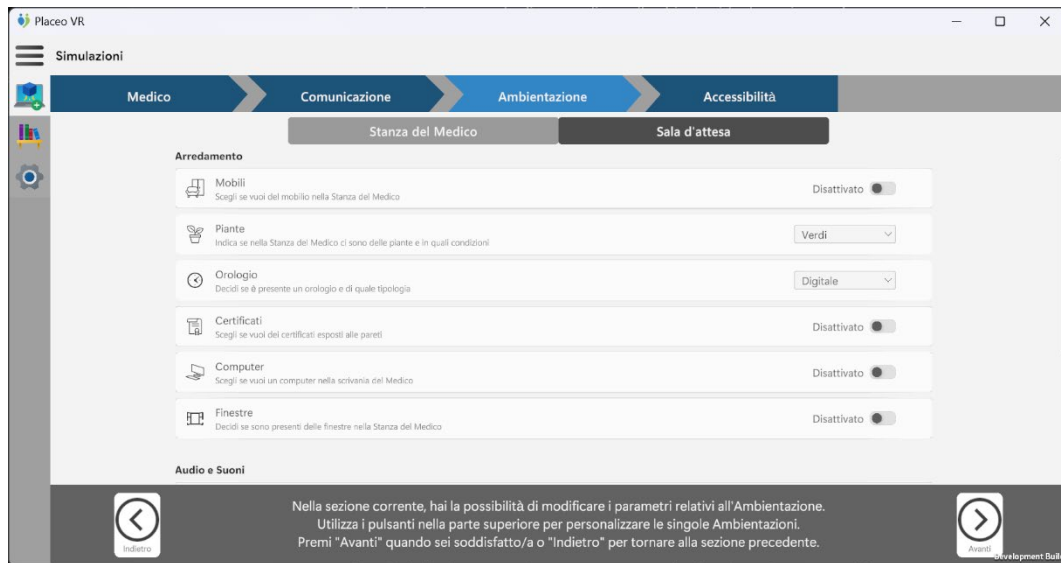 Placeo VR
Simulazioni
Medico
Comunicazione
Ambientazione
Accessibilità
Stanza del Medico
Sala d'attesa
Arredamento
Mobili
Scegli se vuoi del mobilio nella Stanza del Medico
Disattivato
Piante
Indica se nella Stanza del Medico ci sono delle piante e in quali condizioni
Verdi
Orologio
Decidi se é presente un orologio e di quale tipologia
Digitale
Certificati
Scegli se vuoi dei certificati esposti alle pareti
Disattivato
Computer
Scegli se vuoi un computer nella scrivania del Medico
Disattivato
Finestre
Decidi se sono presenti delle finestre nella Stanza del Medico
Disattivato
Audio e Suoni
Nella sezione corrente, hai la possibilità di modificare i parametri relativi all'Ambientazione.
Utilizza i pulsanti nella parte superiore per personalizzare le singole Ambientazioni.
Premi "Avanti" quando sei soddisfatto/a o "Indietro" per tornare alla sezione precedente.
Indietro
Avanti
Development Build